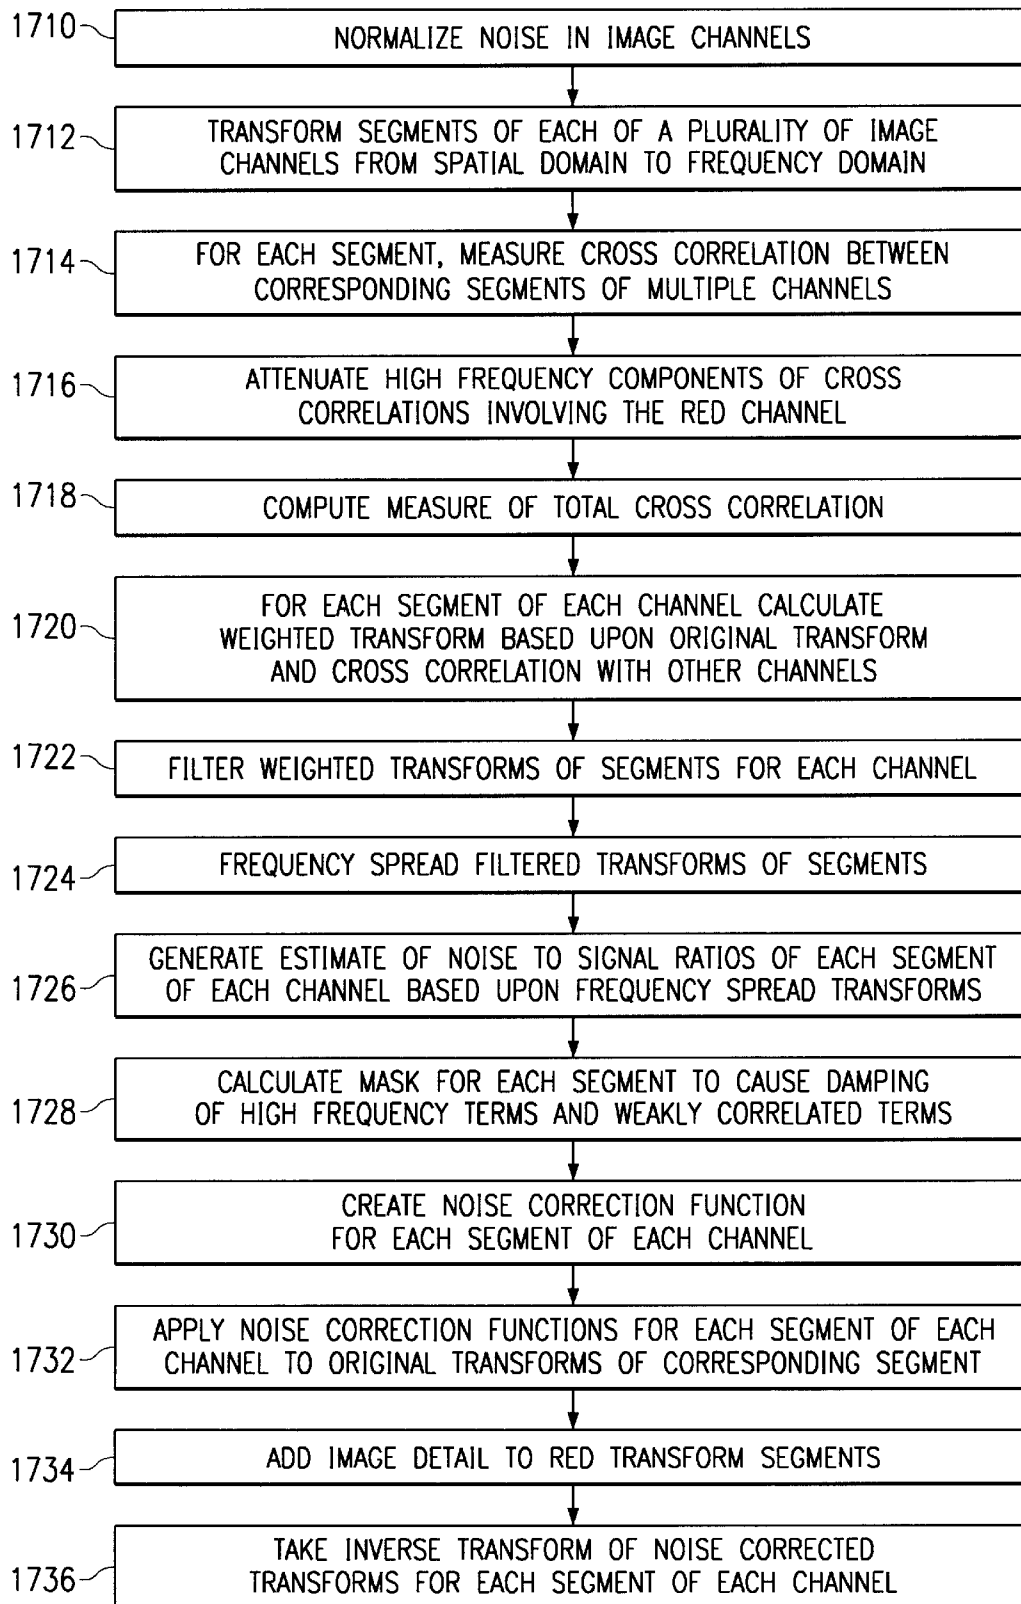 1710
NORMALIZE NOISE IN IMAGE CHANNELS
1712
TRANSFORM SEGMENTS OF EACH OF A PLURALITY OF IMAGE
CHANNELS FROM SPATIAL DOMAIN TO FREQUENCY DOMAIN
1714
FOR EACH SEGMENT, MEASURE CROSS CORRELATION BETWEEN
CORRESPONDING SEGMENTS OF MULTIPLE CHANNELS
1716
ATTENUATE HIGH FREQUENCY COMPONENTS OF CROSS
CORRELATIONS INVOLVING THE RED CHANNEL
1718
COMPUTE MEASURE OF TOTAL CROSS CORRELATION
1720
FOR EACH SEGMENT OF EACH CHANNEL CALCULATE
WEIGHTED TRANSFORM BASED UPON ORIGINAL TRANSFORM
AND CROSS CORRELATION WITH OTHER CHANNELS
1722
FILTER WEIGHTED TRANSFORMS OF SEGMENTS FOR EACH CHANNEL
1724
FREQUENCY SPREAD FILTERED TRANSFORMS OF SEGMENTS
1726
GENERATE ESTIMATE OF NOISE TO SIGNAL RATIOS OF EACH SEGMENT
OF EACH CHANNEL BASED UPON FREQUENCY SPREAD TRANSFORMS
1728
CALCULATE MASK FOR EACH SEGMENT TO CAUSE DAMPING
OF HIGH FREQUENCY TERMS AND WEAKLY CORRELATED TERMS
1730
CREATE NOISE CORRECTION FUNCTION
FOR EACH SEGMENT OF EACH CHANNEL
1732
APPLY NOISE CORRECTION FUNCTIONS FOR EACH SEGMENT OF EACH
CHANNEL TO ORIGINAL TRANSFORMS OF CORRESPONDING SEGMENT
1734
ADD IMAGE DETAIL TO RED TRANSFORM SEGMENTS
1736
TAKE INVERSE TRANSFORM OF NOISE CORRECTED
TRANSFORMS FOR EACH SEGMENT OF EACH CHANNEL